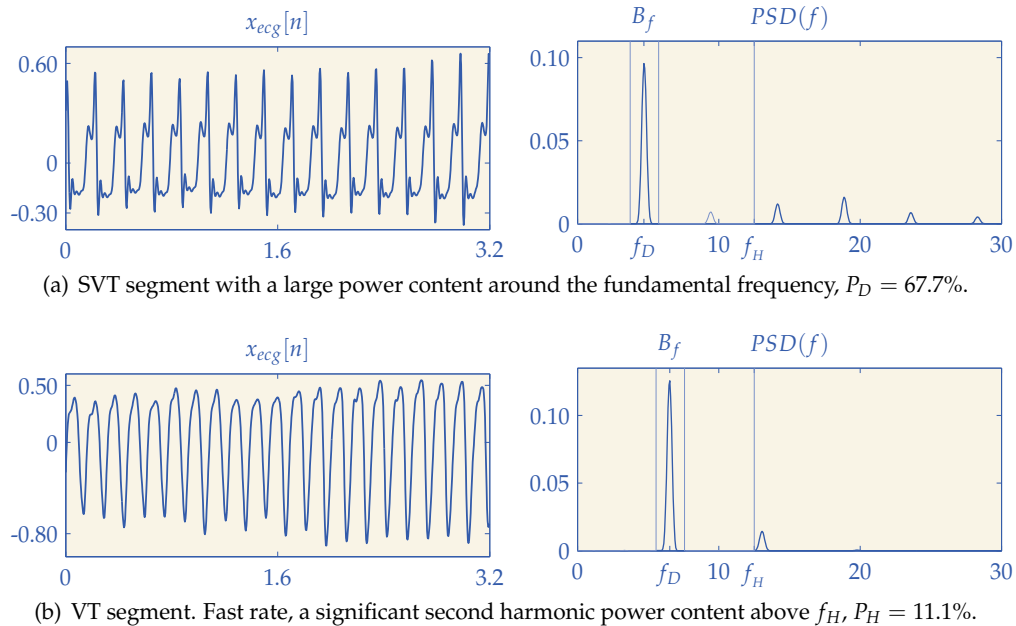 x_ecg[n]
B_f PSD(f)
0.60
0
-0.30
0 1.6 3.2
0.10
0.05
0
0 f_D 10 f_H 20 30
(a) SVT segment with a large power content around the fundamental frequency, P_D = 67.7%.
x_ecg[n]
B_f PSD(f)
0.50
0
-0.80
0 1.6 3.2
0.10
0.05
0
0 f_D 10 f_H 20 30
(b) VT segment. Fast rate, a significant second harmonic power content above f_H, P_H = 11.1%.